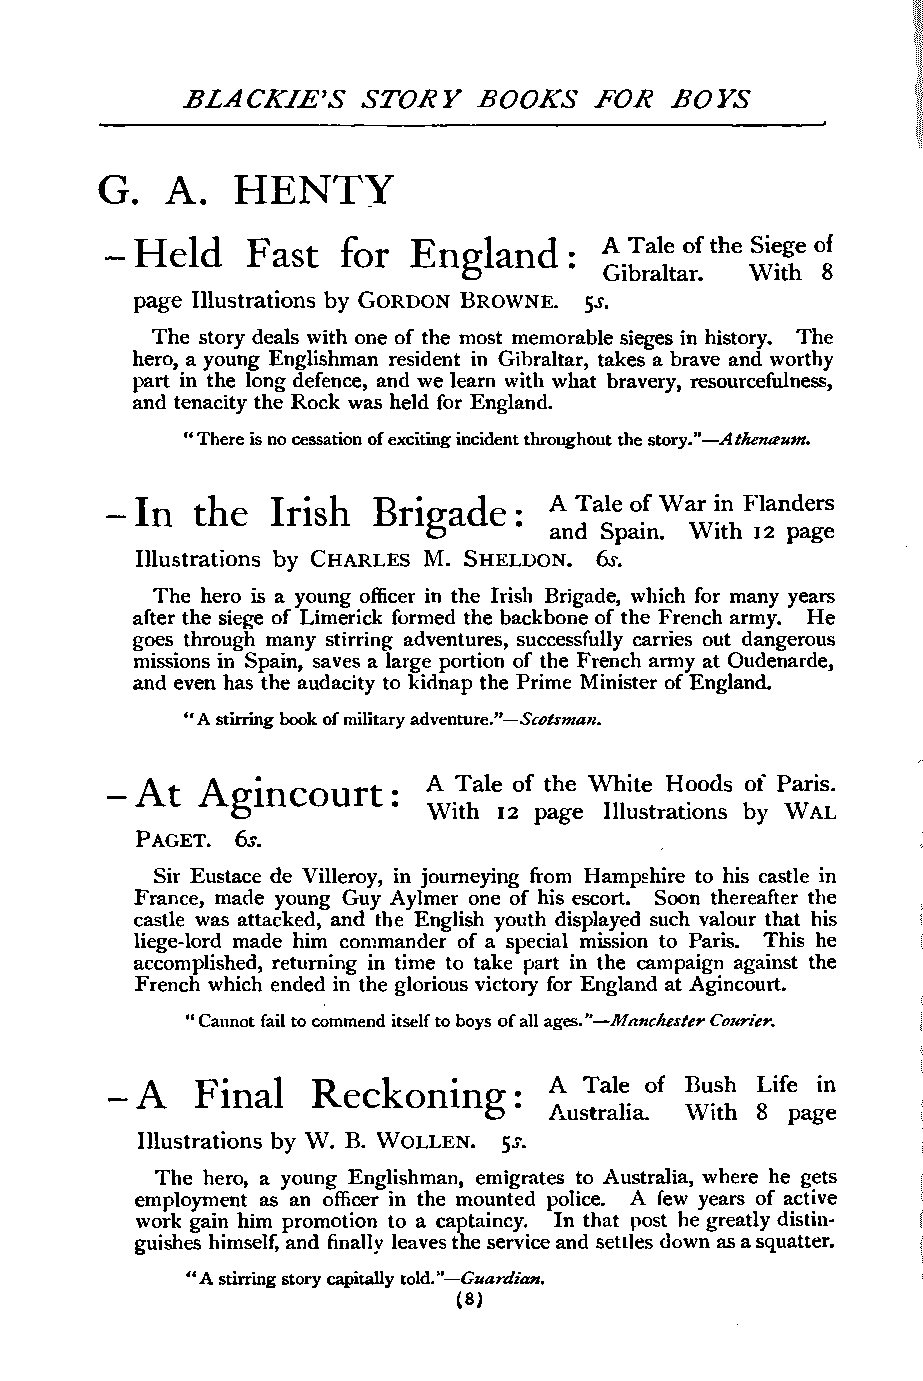 BLACKIE'S STORY BOOKS FOR BOYS
G. A. HENTY
–Held Fast for England: A Tale of the Siege of
Gibraltar. With 8
page Illustrations by GORDON BROWNE. 5s.
The story deals with one of the most memorable sieges in history. The
hero, a young Englishman resident in Gibraltar, takes a brave and worthy
part in the long defence, and we learn with what bravery, resourcefulness,
and tenacity the Rock was held for England.
"There is no cessation of exciting incident throughout the story."—Athenæum.
–In the Irish Brigade: A Tale of War in Flanders
and Spain. With 12 page
Illustrations by CHARLES M. SHELDON. 6s.
The hero is a young officer in the Irish Brigade, which for many years
after the siege of Limerick formed the backbone of the French army. He
goes through many stirring adventures, successfully carries out dangerous
missions in Spain, saves a large portion of the French army at Oudenarde,
and even has the audacity to kidnap the Prime Minister of England.
"A stirring book of military adventure."—Scotsman.
–At Agincourt: A Tale of the White Hoods of Paris.
With 12 page Illustrations by WAL
PAGET. 6s.
Sir Eustace de Villeroy, in journeying from Hampshire to his castle in
France, made young Guy Aylmer one of his escort. Soon thereafter the
castle was attacked, and the English youth displayed such valour that his
liege-lord made him commander of a special mission to Paris. This he
accomplished, returning in time to take part in the campaign against the
French which ended in the glorious victory for England at Agincourt.
"Cannot fail to commend itself to boys of all ages."—Manchester Courier.
–A Final Reckoning: A Tale of Bush Life in
Australia. With 8 page
Illustrations by W. B. WOLLEN. 5s.
The hero, a young Englishman, emigrates to Australia, where he gets
employment as an officer in the mounted police. A few years of active
work gain him promotion to a captaincy. In that post he greatly distin-
guishes himself, and finally leaves the service and settles down as a squatter.
"A stirring story capitally told."—Guardian.
(8)